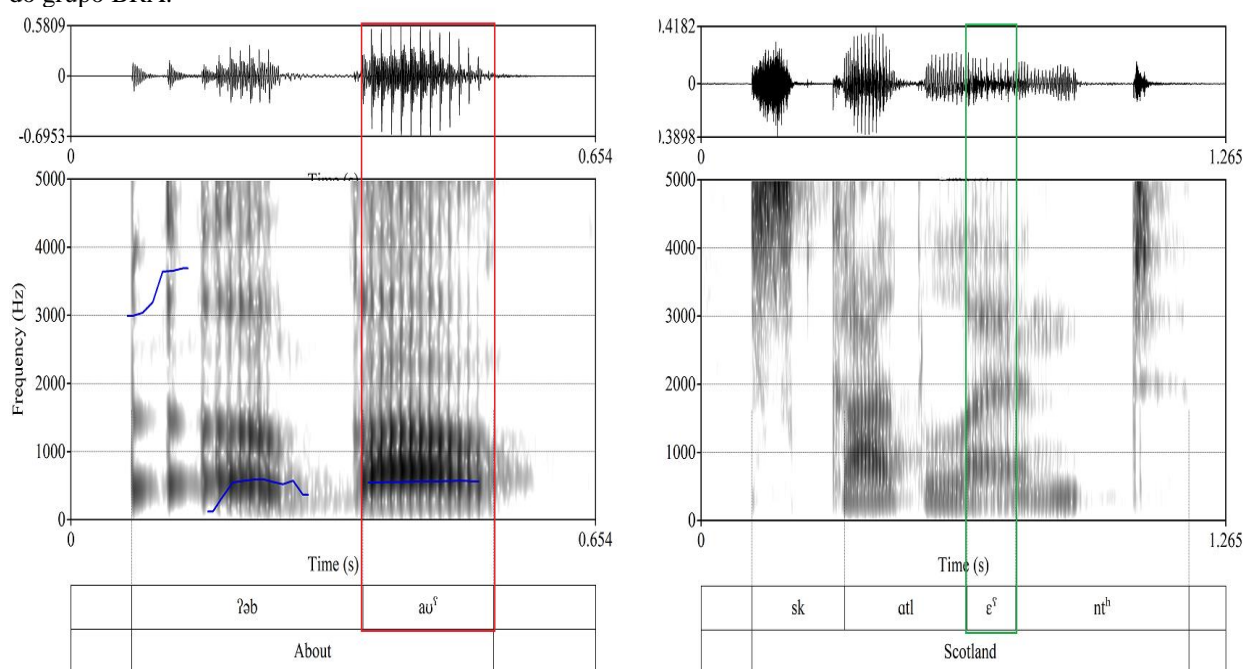 do grupo BRA.
0.5809
0
-0.6953
0 0.654
5000
4000
3000
2000
1000
0
Frequency (Hz)
0 0.654
Time (s)
ʔəb aʊˤ
About
).4182
0
).3898
0 1.265
5000
4000
3000
2000
1000
0
0 1.265
Time (s)
sk ɑtl ɛˤ ntʰ
Scotland